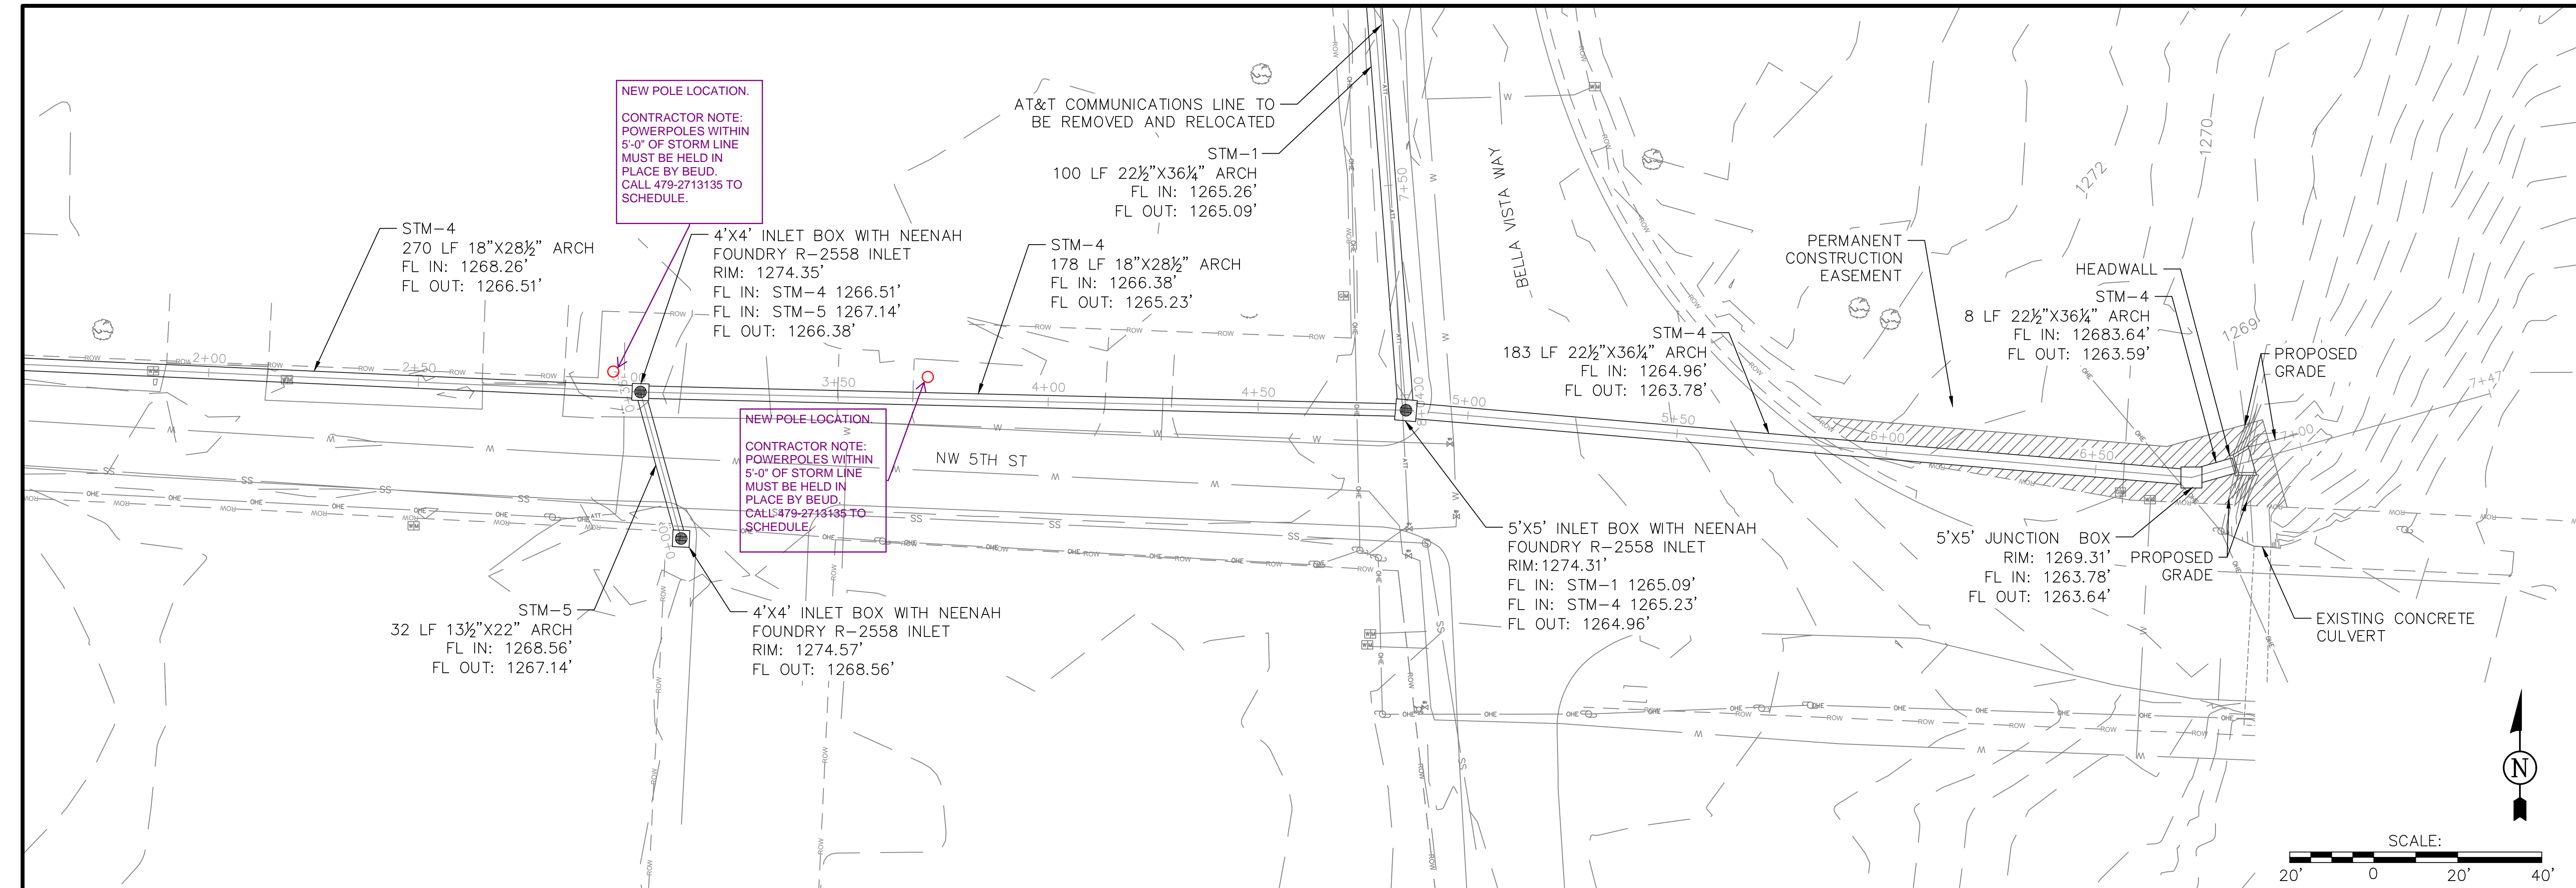 NEW POLE LOCATION.
CONTRACTOR NOTE:
POWERPOLES WITHIN
5'-0" OF STORM LINE
MUST BE HELD IN
PLACE BY BEUD.
CALL 479-2713135 TO
SCHEDULE.
STM-4
270 LF 18"X28½" ARCH
FL IN: 1268.26'
FL OUT: 1266.51'
4'X4' INLET BOX WITH NEENAH
FOUNDRY R-2558 INLET
RIM: 1274.35'
FL IN: STM-4 1266.51'
FL IN: STM-5 1267.14'
FL OUT: 1266.38'
AT&T COMMUNICATIONS LINE TO
BE REMOVED AND RELOCATED
STM-1
100 LF 22½"X36¼" ARCH
FL IN: 1265.26'
FL OUT: 1265.09'
STM-4
178 LF 18"X28½" ARCH
FL IN: 1266.38'
FL OUT: 1265.23'
7+50
BELLA VISTA WAY
PERMANENT
CONSTRUCTION
EASEMENT
STM-4
183 LF 22½"X36¼" ARCH
FL IN: 1264.96'
FL OUT: 1263.78'
1272
1270
1269
HEADWALL
STM-4
8 LF 22½"X36¼" ARCH
FL IN: 12683.64'
FL OUT: 1263.59'
PROPOSED
GRADE
2+00
2+50
3+50
4+00
4+50
5+00
5+50
6+00
6+50
7+00
7+47
NEW POLE LOCATION.
CONTRACTOR NOTE:
POWERPOLES WITHIN
5'-0" OF STORM LINE
MUST BE HELD IN
PLACE BY BEUD.
CALL 479-2713135 TO
SCHEDULE.
NW 5TH ST
STM-5
32 LF 13½"X22" ARCH
FL IN: 1268.56'
FL OUT: 1267.14'
4'X4' INLET BOX WITH NEENAH
FOUNDRY R-2558 INLET
RIM: 1274.57'
FL OUT: 1268.56'
5'X5' INLET BOX WITH NEENAH
FOUNDRY R-2558 INLET
RIM:1274.31'
FL IN: STM-1 1265.09'
FL IN: STM-4 1265.23'
FL OUT: 1264.96'
5'X5' JUNCTION BOX
RIM: 1269.31'
FL IN: 1263.78'
FL OUT: 1263.64'
PROPOSED
GRADE
EXISTING CONCRETE
CULVERT
N
SCALE:
20' 0 20' 40'